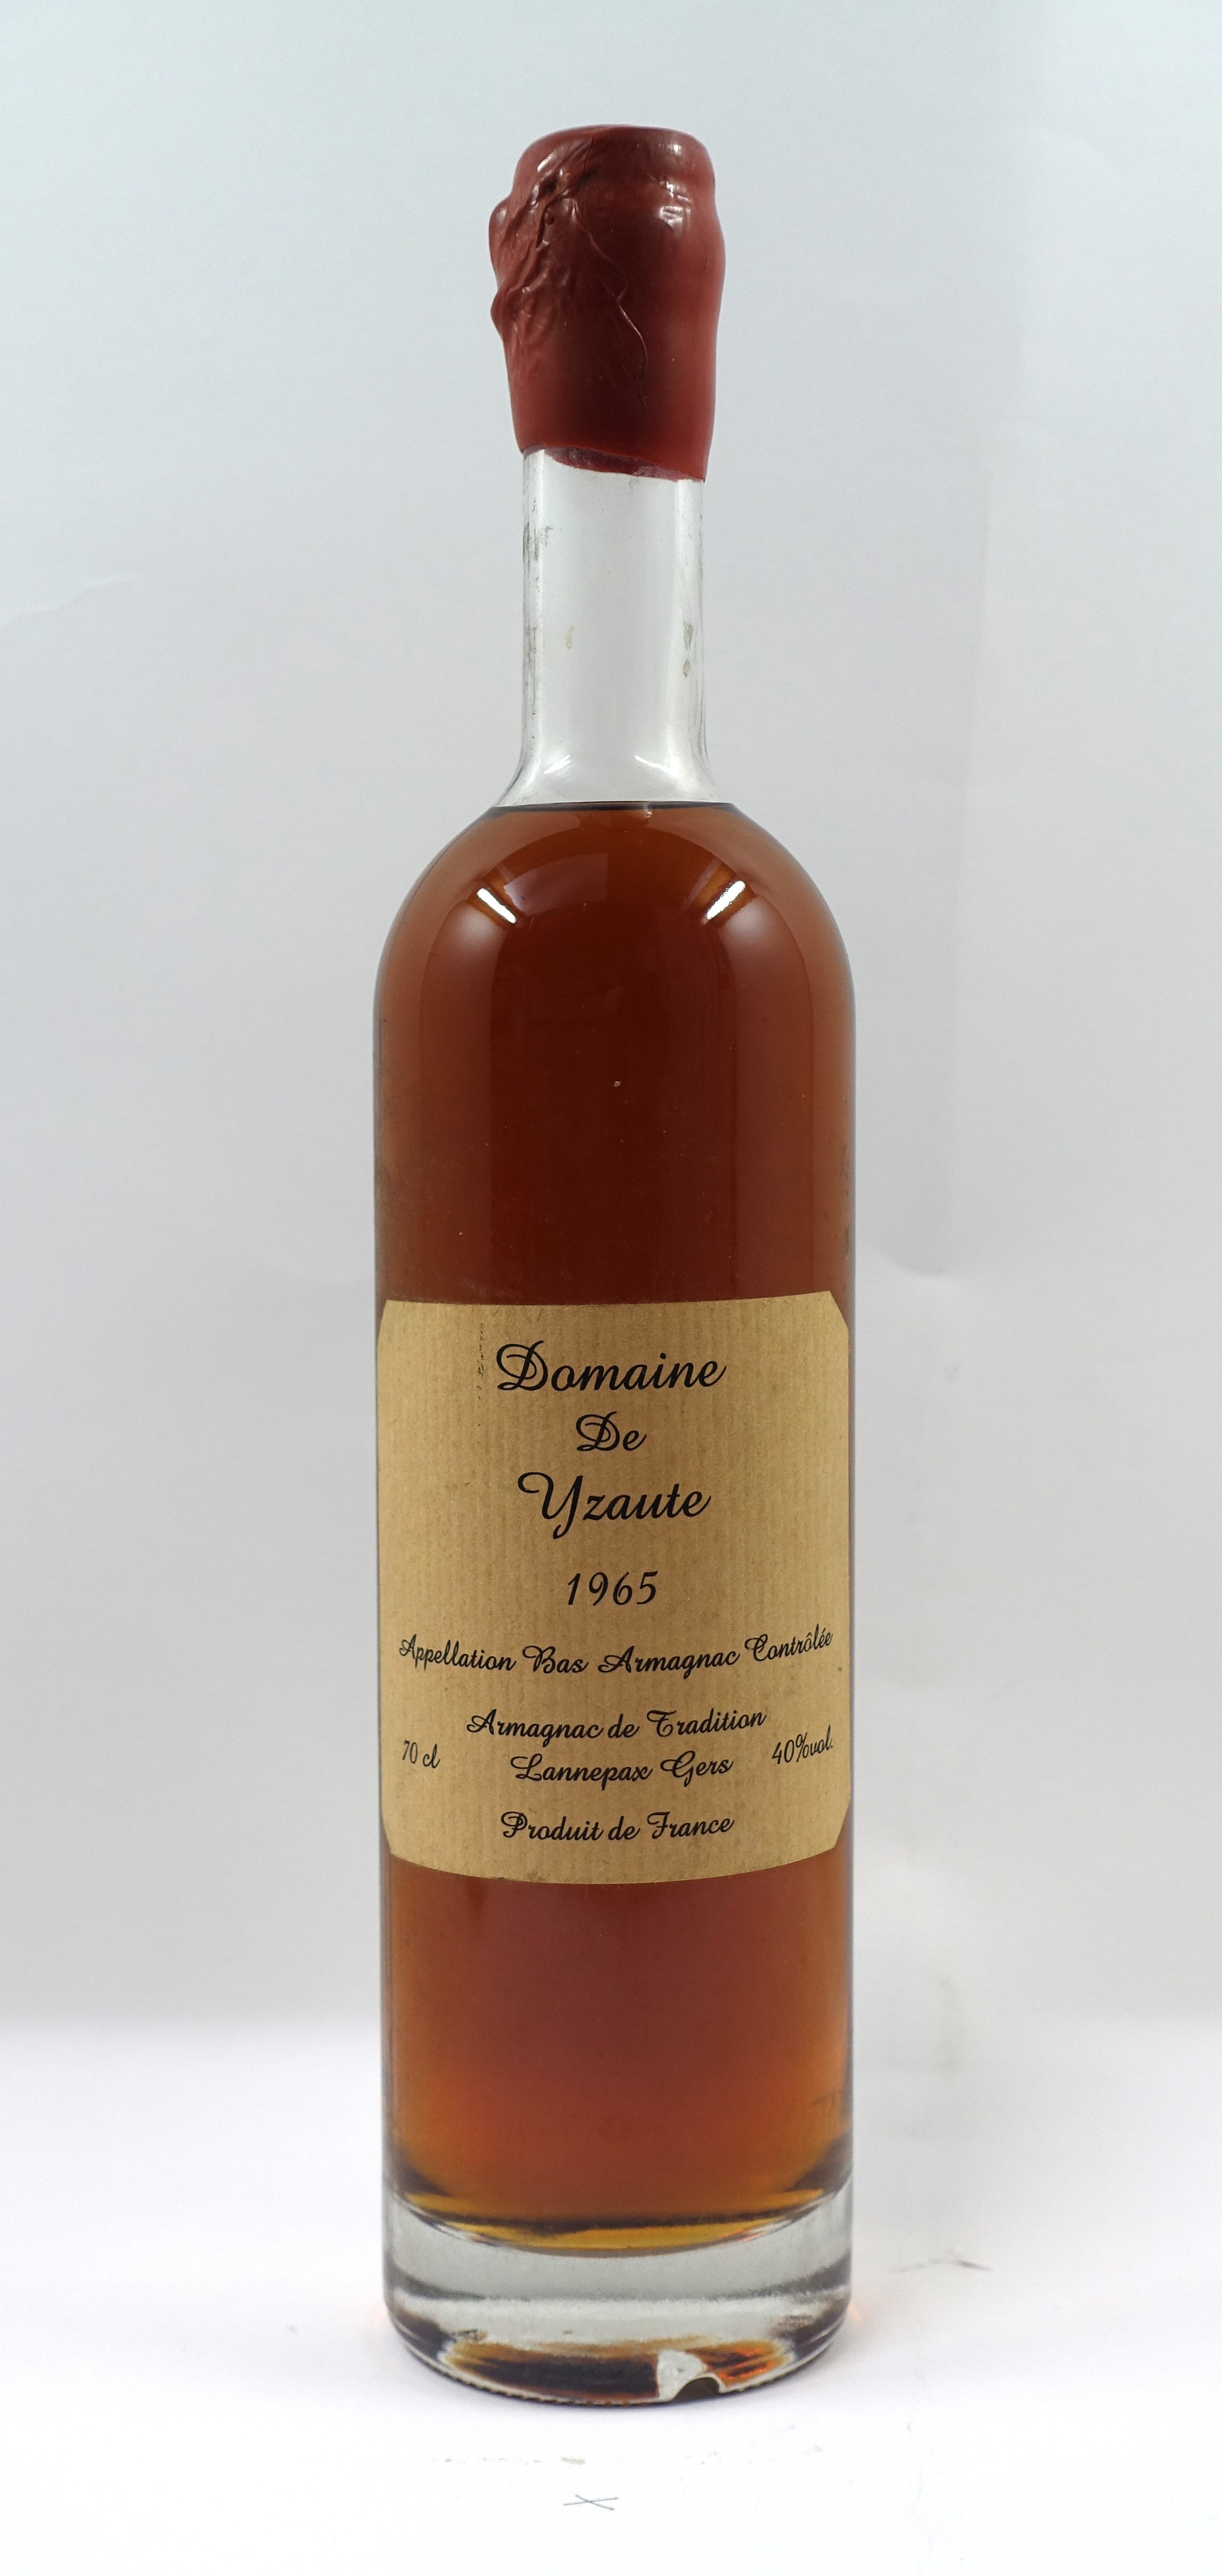 Domaine
De
Yzaute
1965
Appellation Bas Armagnac Contrôlée
Armagnac de Tradition
70 cl Lannepax Gers 40%vol.
Produit de France